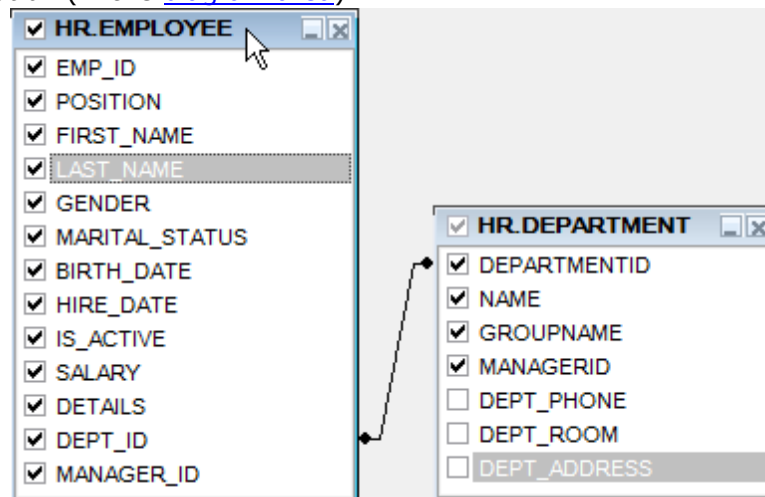 HR.EMPLOYEE
EMP_ID
POSITION
FIRST_NAME
LAST_NAME
GENDER
MARITAL_STATUS
BIRTH_DATE
HIRE_DATE
IS_ACTIVE
SALARY
DETAILS
DEPT_ID
MANAGER_ID
HR.DEPARTMENT
DEPARTMENTID
NAME
GROUPNAME
MANAGERID
DEPT_PHONE
DEPT_ROOM
DEPT_ADDRESS